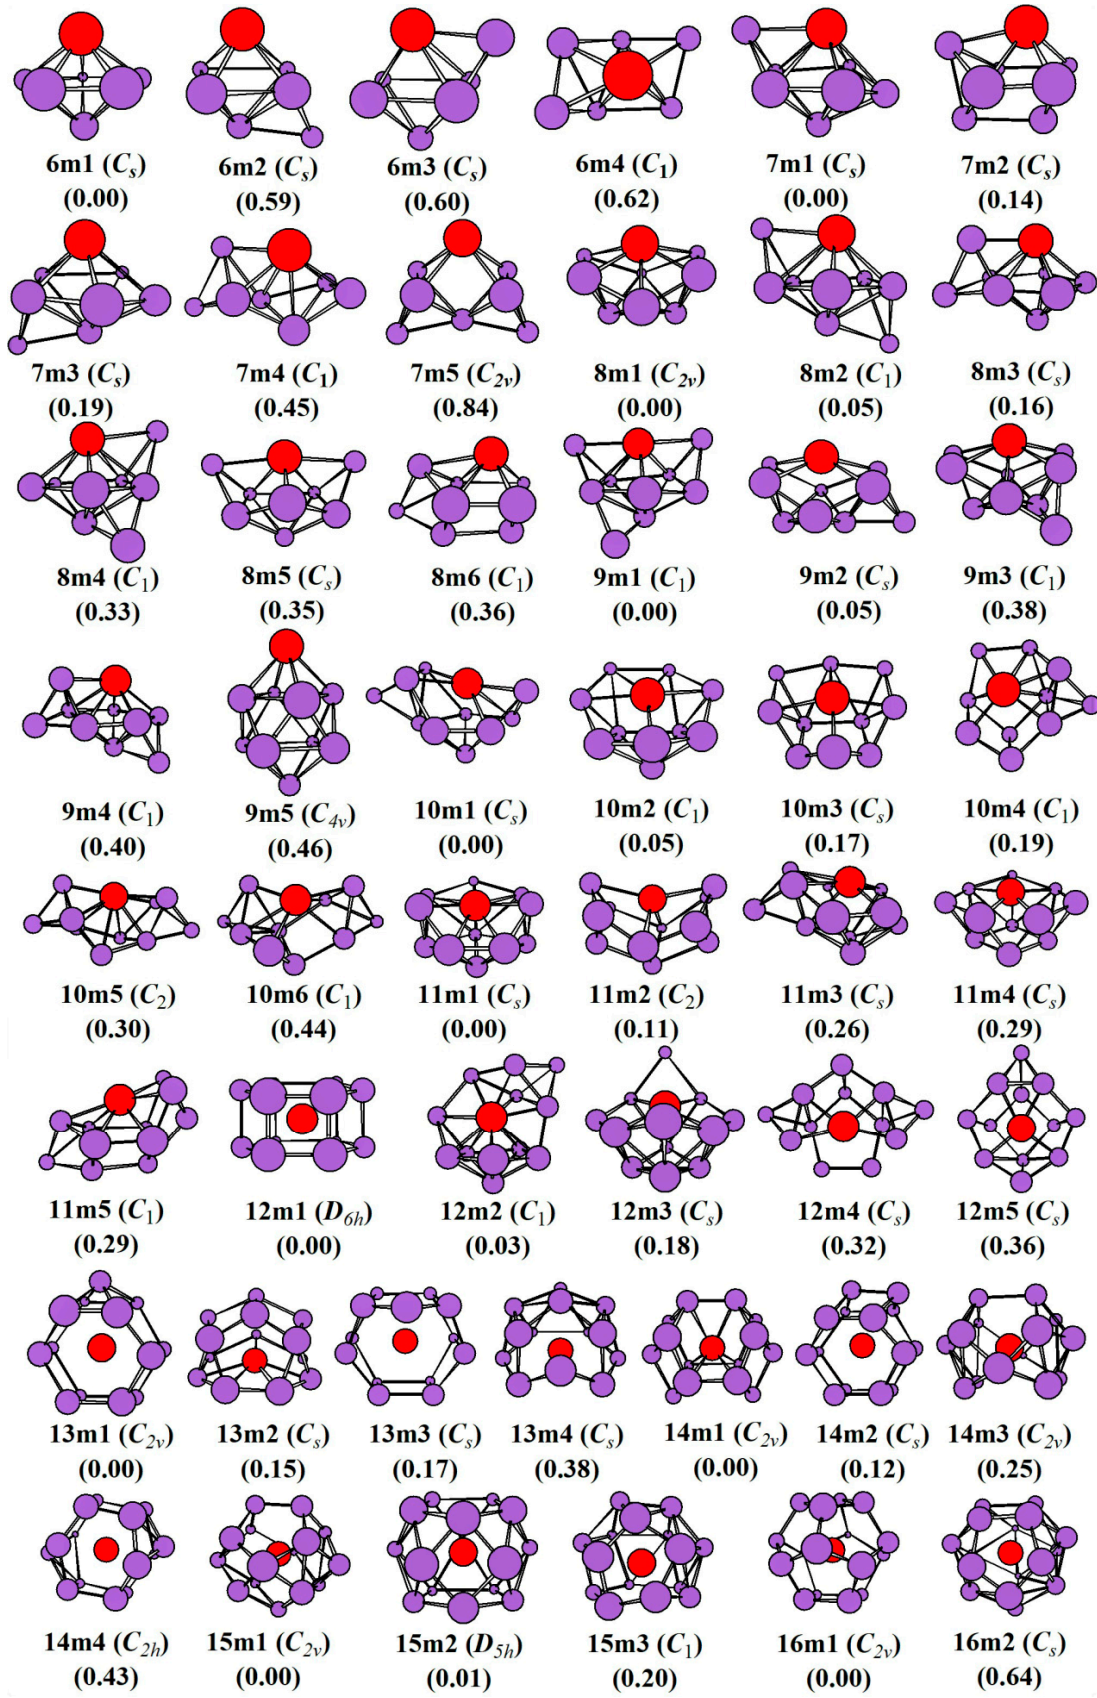 6m1 (Cs) 6m2 (Cs) 6m3 (Cs) 6m4 (C1) 7m1 (Cs) 7m2 (Cs)
(0.00) (0.59) (0.60) (0.62) (0.00) (0.14)
7m3 (Cs) 7m4 (C1) 7m5 (C2v) 8m1 (C2v) 8m2 (C1) 8m3 (Cs)
(0.19) (0.45) (0.84) (0.00) (0.05) (0.16)
8m4 (C1) 8m5 (Cs) 8m6 (C1) 9m1 (C1) 9m2 (Cs) 9m3 (C1)
(0.33) (0.35) (0.36) (0.00) (0.05) (0.38)
9m4 (C1) 9m5 (C4v) 10m1 (Cs) 10m2 (C1) 10m3 (Cs) 10m4 (C1)
(0.40) (0.46) (0.00) (0.05) (0.17) (0.19)
10m5 (C2) 10m6 (C1) 11m1 (Cs) 11m2 (C2) 11m3 (Cs) 11m4 (Cs)
(0.30) (0.44) (0.00) (0.11) (0.26) (0.29)
11m5 (C1) 12m1 (D6h) 12m2 (C1) 12m3 (Cs) 12m4 (Cs) 12m5 (Cs)
(0.29) (0.00) (0.03) (0.18) (0.32) (0.36)
13m1 (C2v) 13m2 (Cs) 13m3 (Cs) 13m4 (Cs) 14m1 (C2v) 14m2 (Cs) 14m3 (C2v)
(0.00) (0.15) (0.17) (0.38) (0.00) (0.12) (0.25)
14m4 (C2h) 15m1 (C2v) 15m2 (D5h) 15m3 (C1) 16m1 (C2v) 16m2 (Cs)
(0.43) (0.00) (0.01) (0.20) (0.00) (0.64)